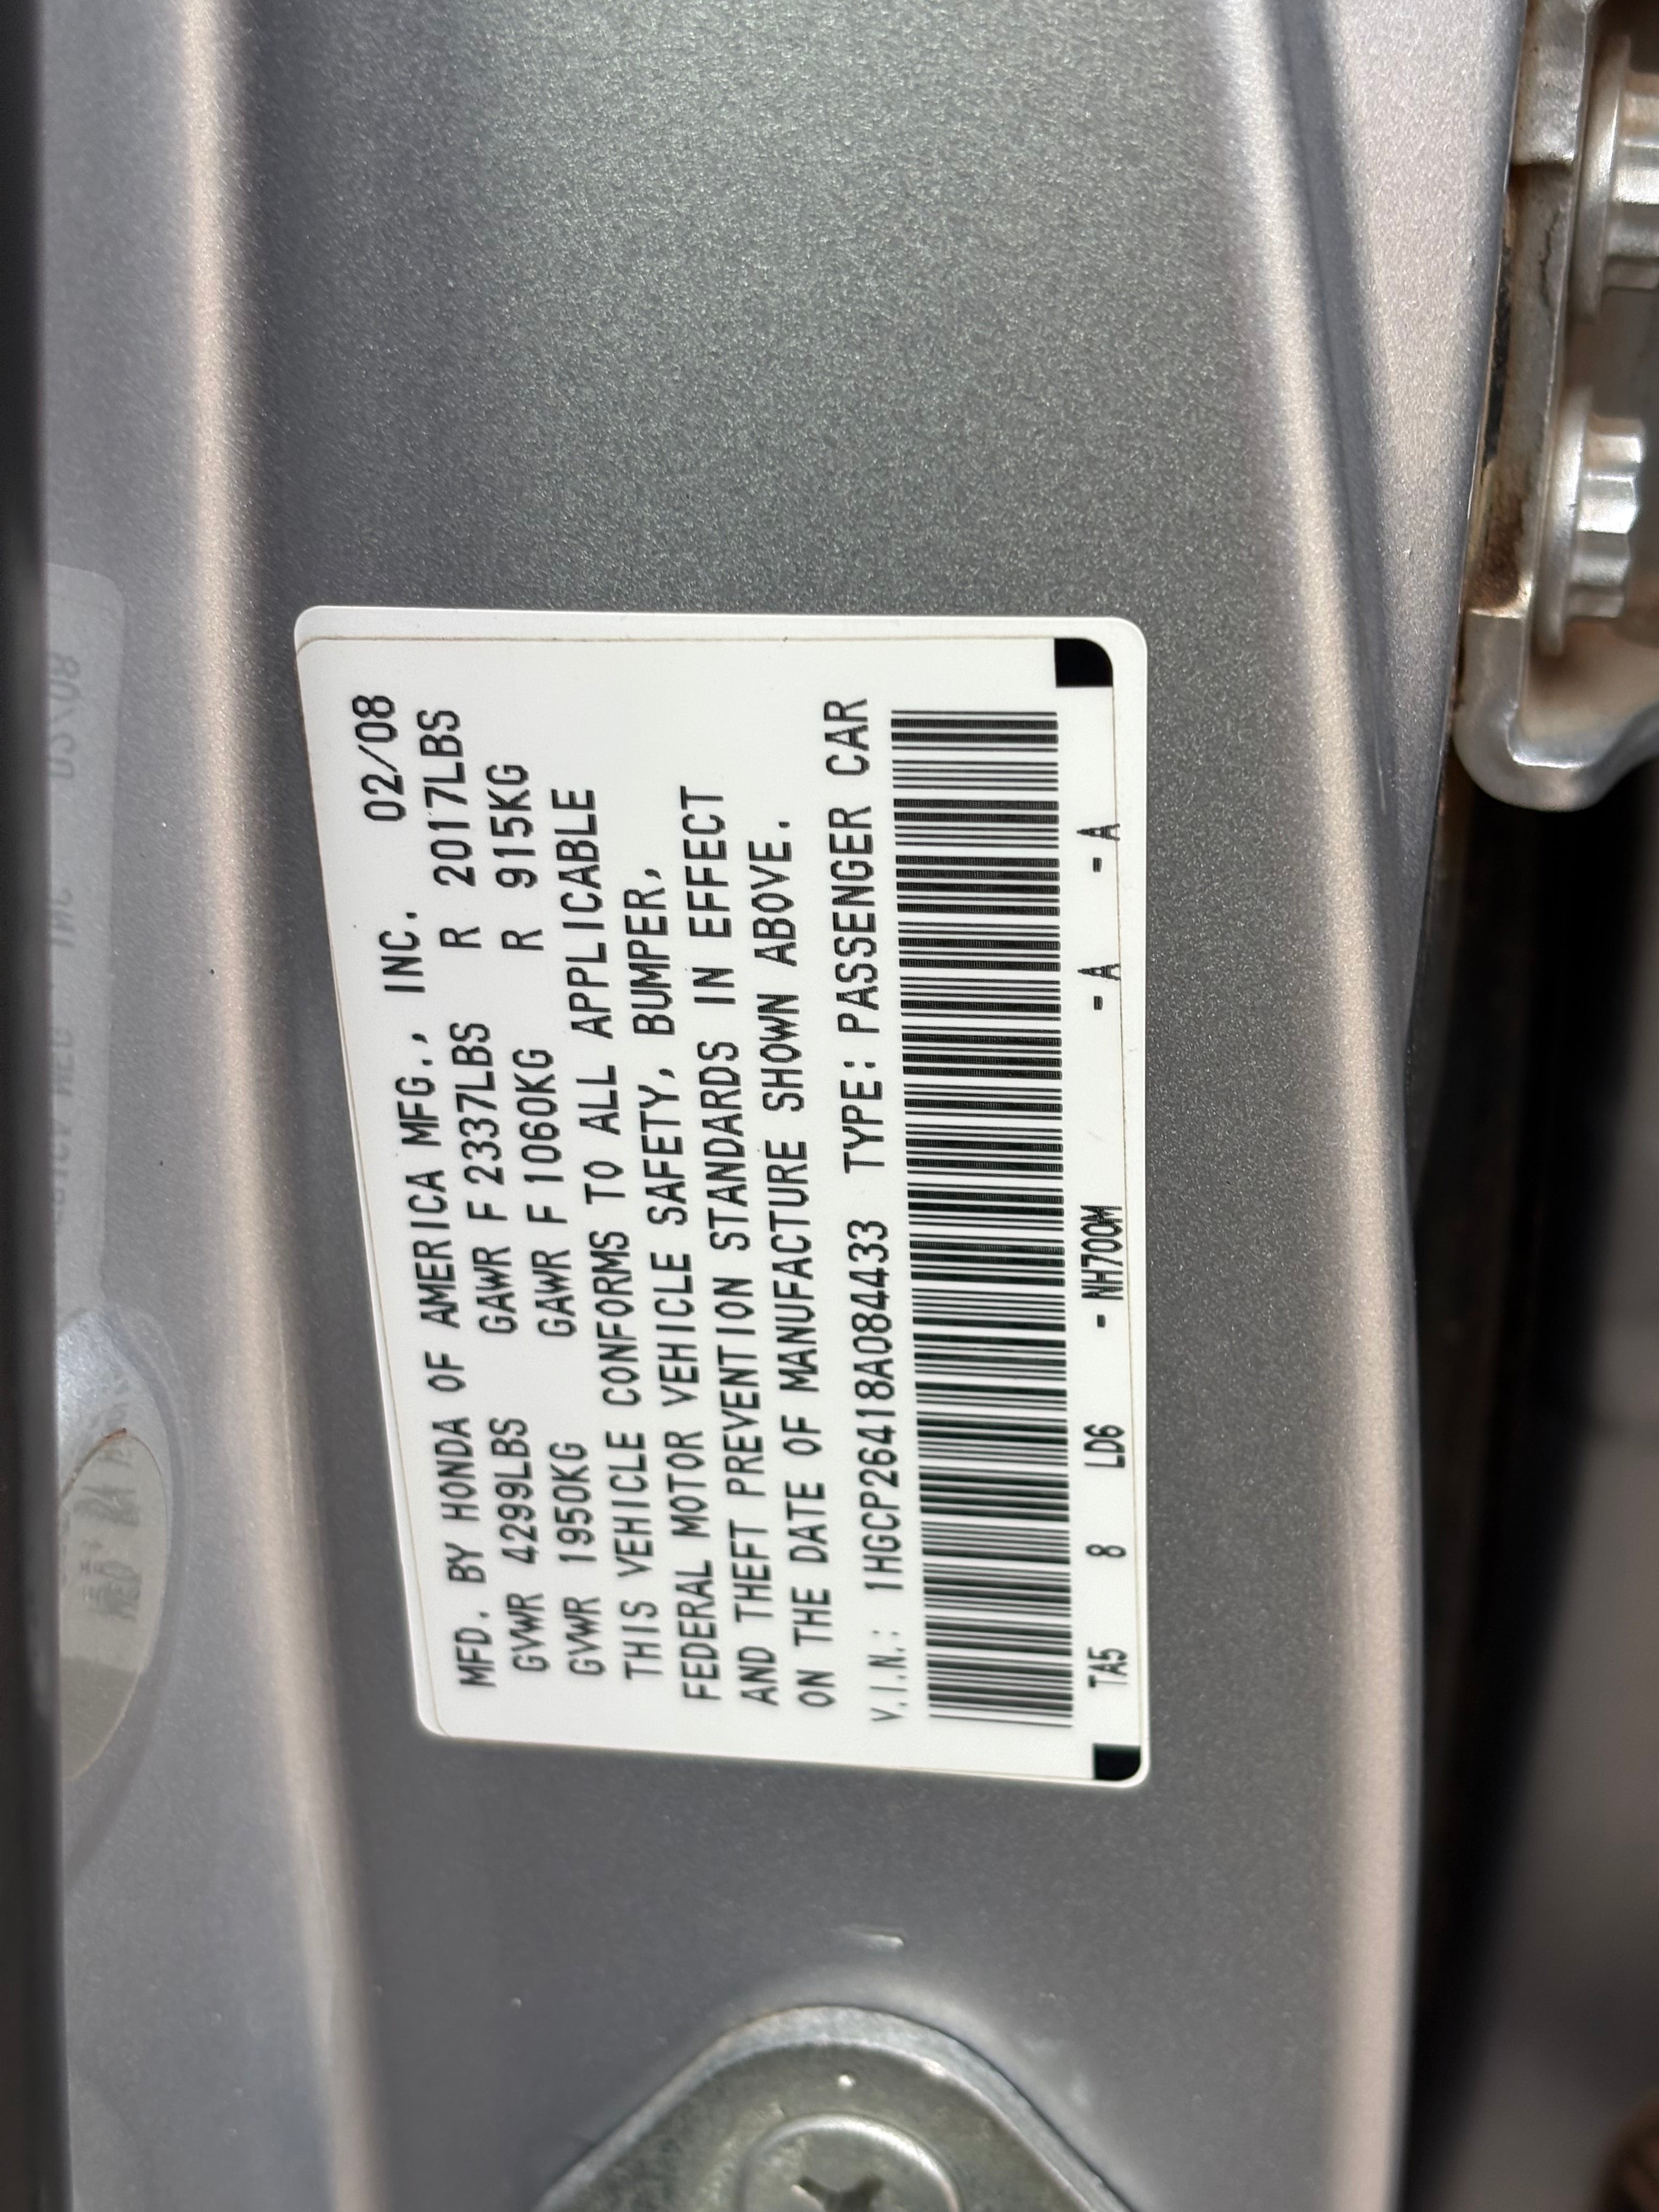 MFD. BY HONDA OF AMERICA MFG., INC. 02/08
GVWR 4299LBS GAWR F 2337LBS R 2017LBS
GVWR 1950KG GAWR F 1060KG R 915KG
THIS VEHICLE CONFORMS TO ALL APPLICABLE
FEDERAL MOTOR VEHICLE SAFETY, BUMPER,
AND THEFT PREVENTION STANDARDS IN EFFECT
ON THE DATE OF MANUFACTURE SHOWN ABOVE.
V.I.N.: 1HGCP26418A084433 TYPE: PASSENGER CAR
TA5 8 LD6 - NH700M - A - A